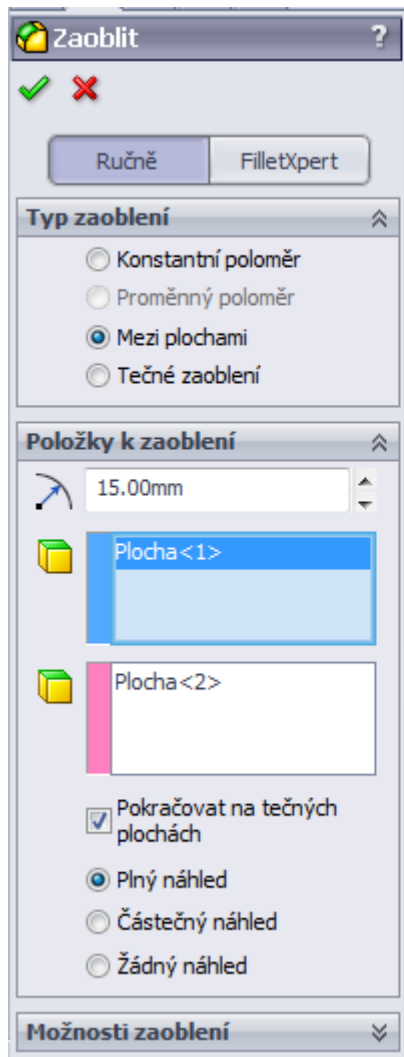 Zaoblit ?
Ručně FilletXpert
Typ zaoblení
Konstantní poloměr
Proměnný poloměr
Mezi plochami
Tečné zaoblení
Položky k zaoblení
15.00mm
Plocha<1>
Plocha<2>
Pokračovat na tečných
plochách
Plný náhled
Částečný náhled
Žádný náhled
Možnosti zaoblení